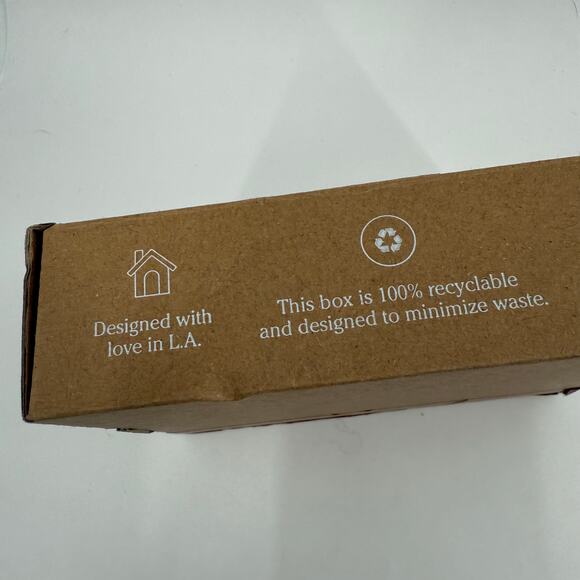 Designed with
love in L.A.
This box is 100% recyclable
and designed to minimize waste.